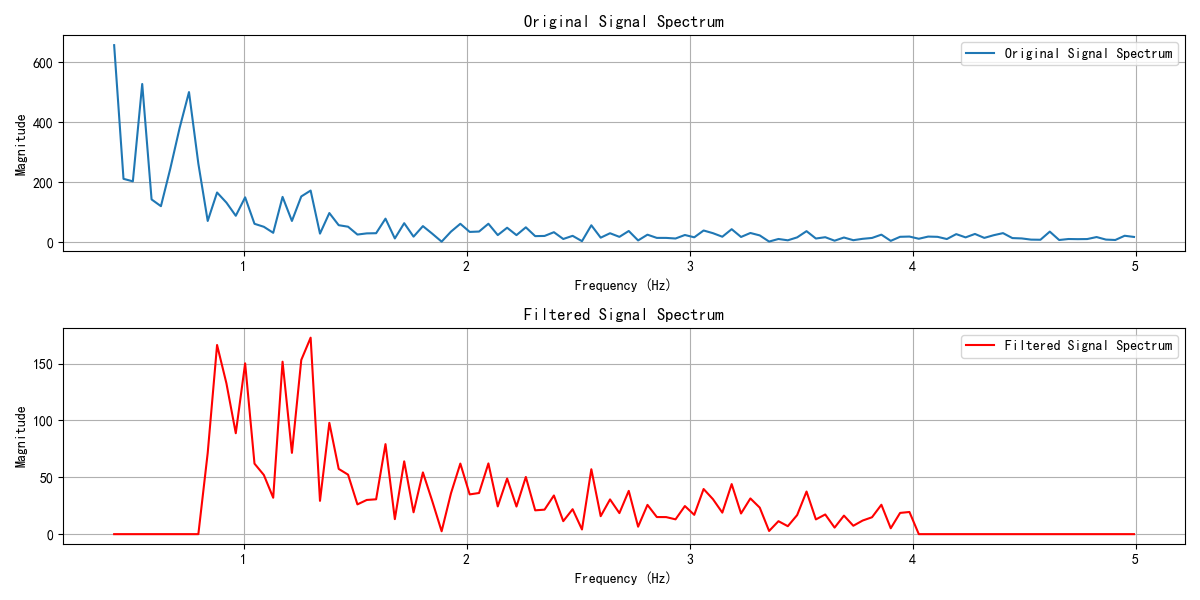 Original Signal Spectrum
Original Signal Spectrum
Magnitude
600
400
200
0
1
2
3
4
5
Frequency (Hz)
Filtered Signal Spectrum
Filtered Signal Spectrum
Magnitude
150
100
50
0
1
2
3
4
5
Frequency (Hz)